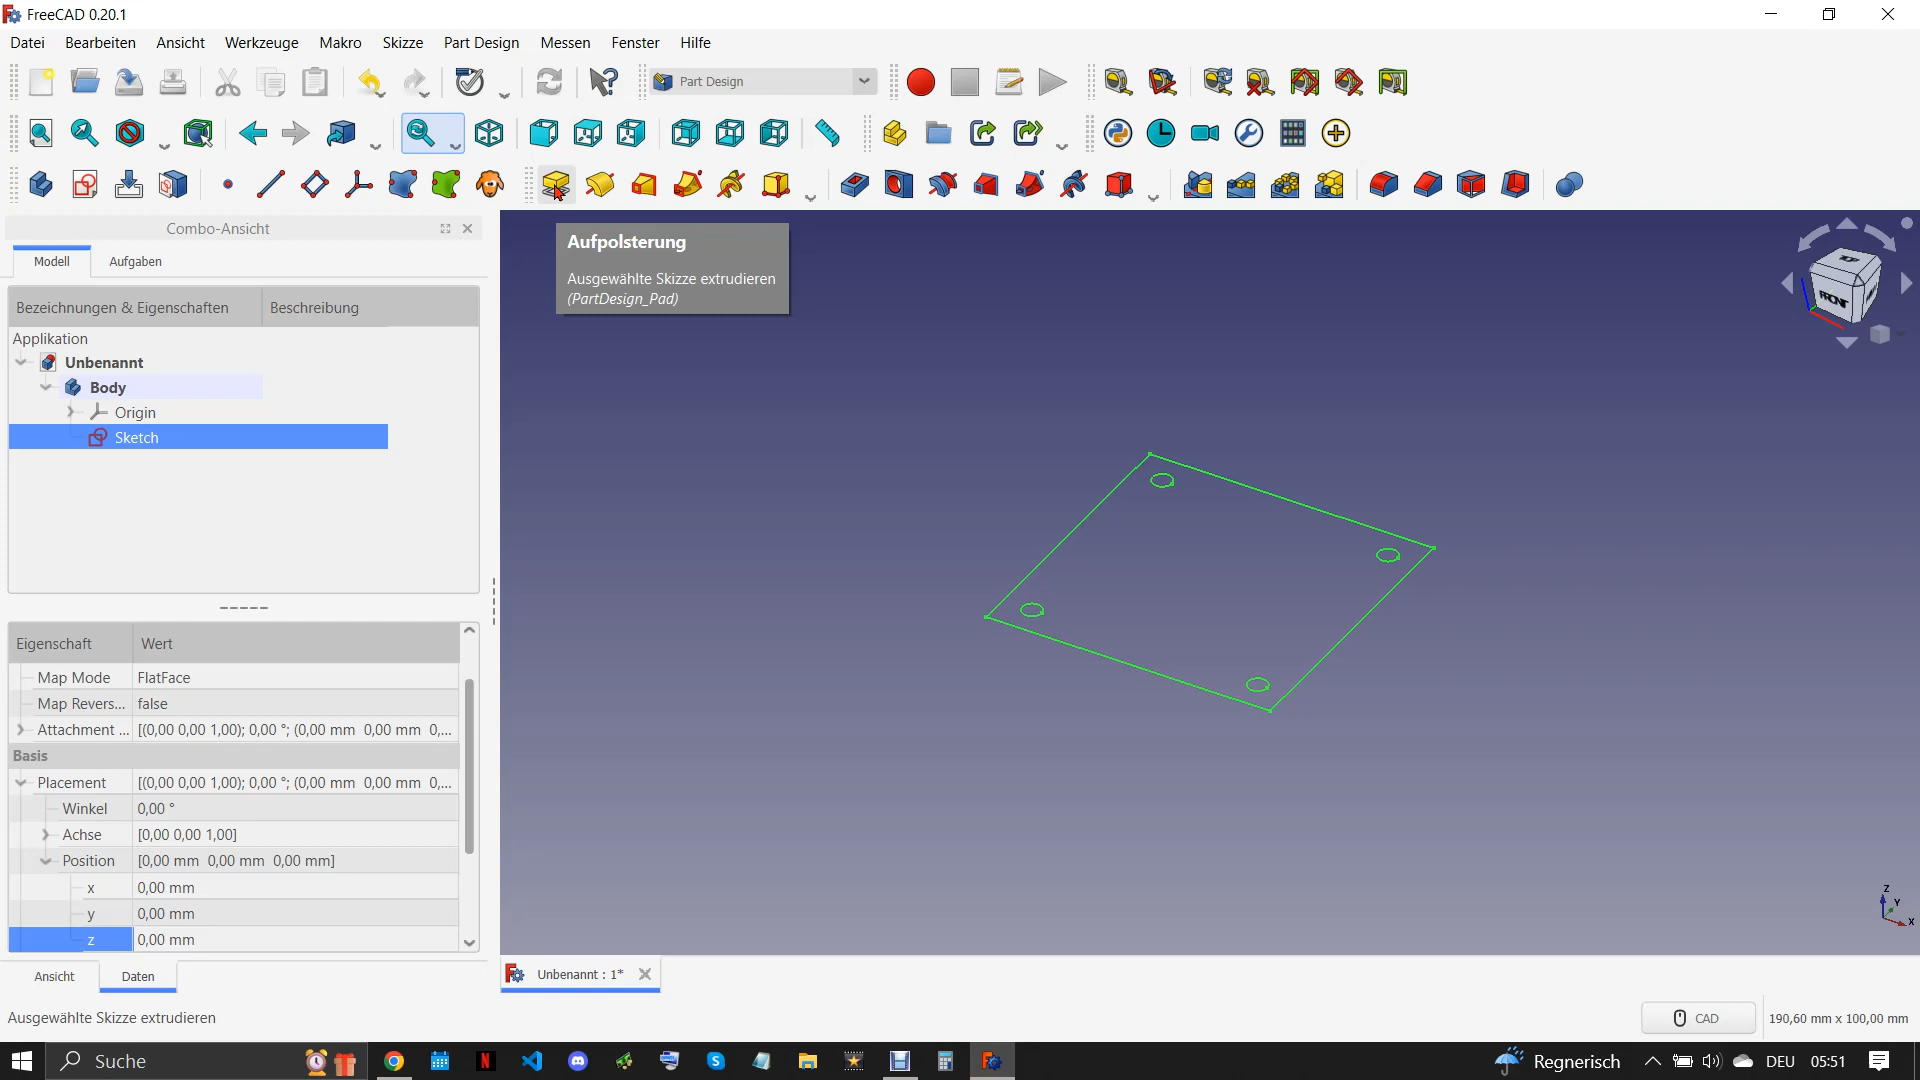 FreeCAD 0.20.1
Datei Bearbeiten Ansicht Werkzeuge Makro Skizze Part Design Messen Fenster Hilfe
Part Design
Combo-Ansicht
Modell Aufgaben
Bezeichnungen & Eigenschaften Beschreibung
Applikation
Unbenannt
Body
Origin
Sketch
Aufpolsterung
Ausgewählte Skizze extrudieren
(PartDesign_Pad)
TOP
FRONT
Eigenschaft Wert
Map Mode FlatFace
Map Revers... false
Attachment ... [(0,00 0,00 1,00); 0,00 °; (0,00 mm 0,00 mm 0,...
Basis
Placement [(0,00 0,00 1,00); 0,00 °; (0,00 mm 0,00 mm 0,...
Winkel 0,00 °
Achse [0,00 0,00 1,00]
Position [0,00 mm 0,00 mm 0,00 mm]
x 0,00 mm
y 0,00 mm
z 0,00 mm
Z
Y
X
Ansicht Daten
Unbenannt : 1*
Ausgewählte Skizze extrudieren
CAD
190,60 mm x 100,00 mm
Suche
Regnerisch
DEU
05:51